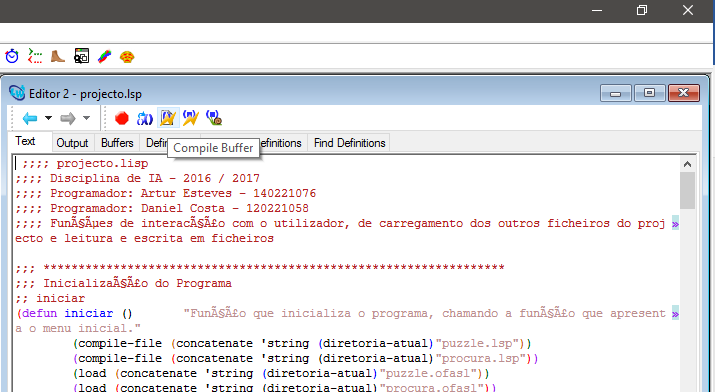 Editor 2 - projecto.lsp
Text Output Buffers Definitions Find Definitions
Compile Buffer
;;;; projecto.lisp
;;;; Disciplina de IA - 2016 / 2017
;;;; Programador: Artur Esteves - 140221076
;;;; Programador: Daniel Costa - 120221058
;;;; FunÃ§Ãµes de interacÃ§Ã£o com o utilizador, de carregamento dos outros ficheiros do proj
ecto e leitura e escrita em ficheiros
;;; *****************************************************************
;;; InicializaÃ§Ã£o do Programa
;; iniciar
(defun iniciar () "FunÃ§Ã£o que inicializa o programa, chamando a funÃ§Ã£o que apresent
a o menu inicial."
(compile-file (concatenate 'string (diretoria-atual)"puzzle.lsp"))
(compile-file (concatenate 'string (diretoria-atual)"procura.lsp"))
(load (concatenate 'string (diretoria-atual)"puzzle.ofasl"))
(load (concatenate 'string (diretoria-atual)"procura.ofasl"))